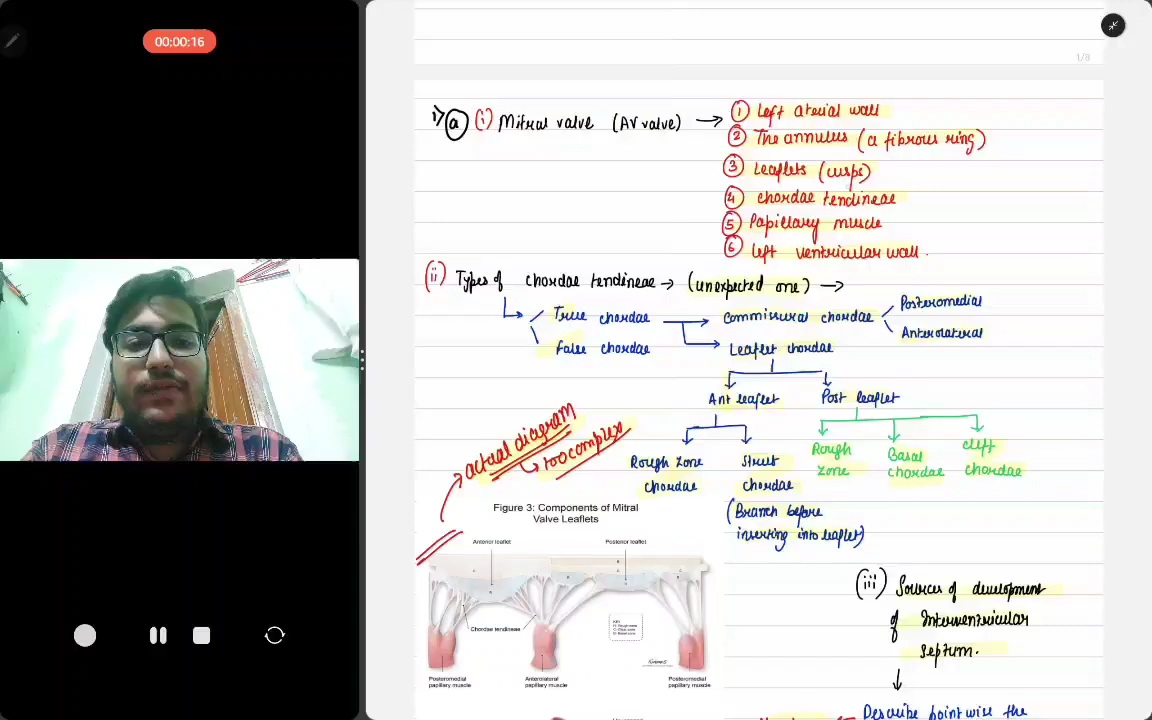 00:00:16
1/8
1) a (i) Mitral valve (AV valve) → 1 Left aterial wall
2 The annulus (a fibrous ring)
3 Leaflets (cusps)
4 chordae tendineae
5 Papillary muscle
6 left ventricular wall.
(ii) Types of chordae tendineae → (unexpected one) →
True chordae
False chordae
commissural chordae
Posteromedial
Anterolateral
Leaflet chordae
Ant leaflet
Post leaflet
Rough zone chordae
Strut chordae
(Branch before
inserting into leaflet)
Rough zone
Basal chordae
cleft chordae
actual diagram
too complex
Figure 3: Components of Mitral
Valve Leaflets
Anterior leaflet
Posterior leaflet
Chordae tendineae
Posteromedial
papillary muscle
Anterolateral
papillary muscle
Posteromedial
papillary muscle
(iii) Sources of development
of Interventricular
septum.
Describe point wise the